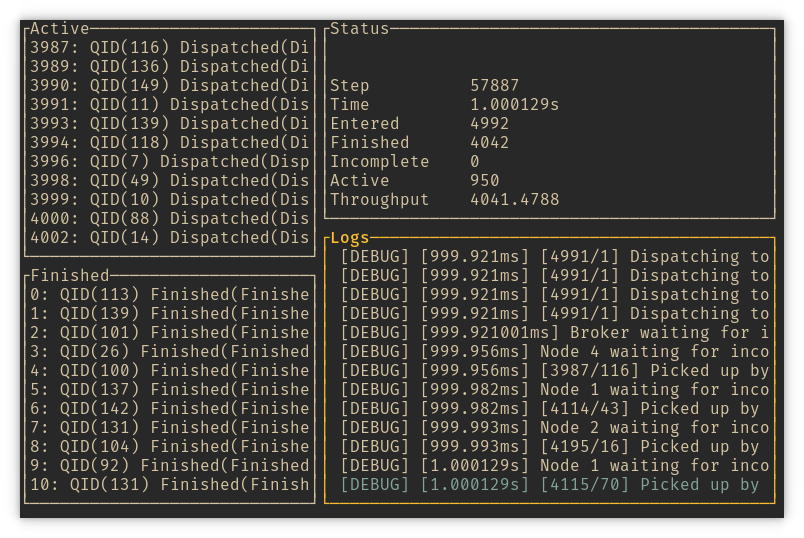 Active
3987: QID(116) Dispatched(Di
3989: QID(136) Dispatched(Di
3990: QID(149) Dispatched(Di
3991: QID(11) Dispatched(Dis
3993: QID(139) Dispatched(Di
3994: QID(118) Dispatched(Di
3996: QID(7) Dispatched(Disp
3998: QID(49) Dispatched(Dis
3999: QID(10) Dispatched(Dis
4000: QID(88) Dispatched(Dis
4002: QID(14) Dispatched(Dis
Finished
0: QID(113) Finished(Finishe
1: QID(139) Finished(Finishe
2: QID(101) Finished(Finishe
3: QID(26) Finished(Finished
4: QID(100) Finished(Finishe
5: QID(137) Finished(Finishe
6: QID(142) Finished(Finishe
7: QID(131) Finished(Finishe
8: QID(104) Finished(Finishe
9: QID(92) Finished(Finished
10: QID(131) Finished(Finish
Status
Step 57887
Time 1.000129s
Entered 4992
Finished 4042
Incomplete 0
Active 950
Throughput 4041.4788
Logs
[DEBUG] [999.921ms] [4991/1] Dispatching to
[DEBUG] [999.921ms] [4991/1] Dispatching to
[DEBUG] [999.921ms] [4991/1] Dispatching to
[DEBUG] [999.921ms] [4991/1] Dispatching to
[DEBUG] [999.921001ms] Broker waiting for i
[DEBUG] [999.956ms] Node 4 waiting for inco
[DEBUG] [999.956ms] [3987/116] Picked up by
[DEBUG] [999.982ms] Node 1 waiting for inco
[DEBUG] [999.982ms] [4114/43] Picked up by
[DEBUG] [999.993ms] Node 2 waiting for inco
[DEBUG] [999.993ms] [4195/16] Picked up by
[DEBUG] [1.000129s] Node 1 waiting for inco
[DEBUG] [1.000129s] [4115/70] Picked up by